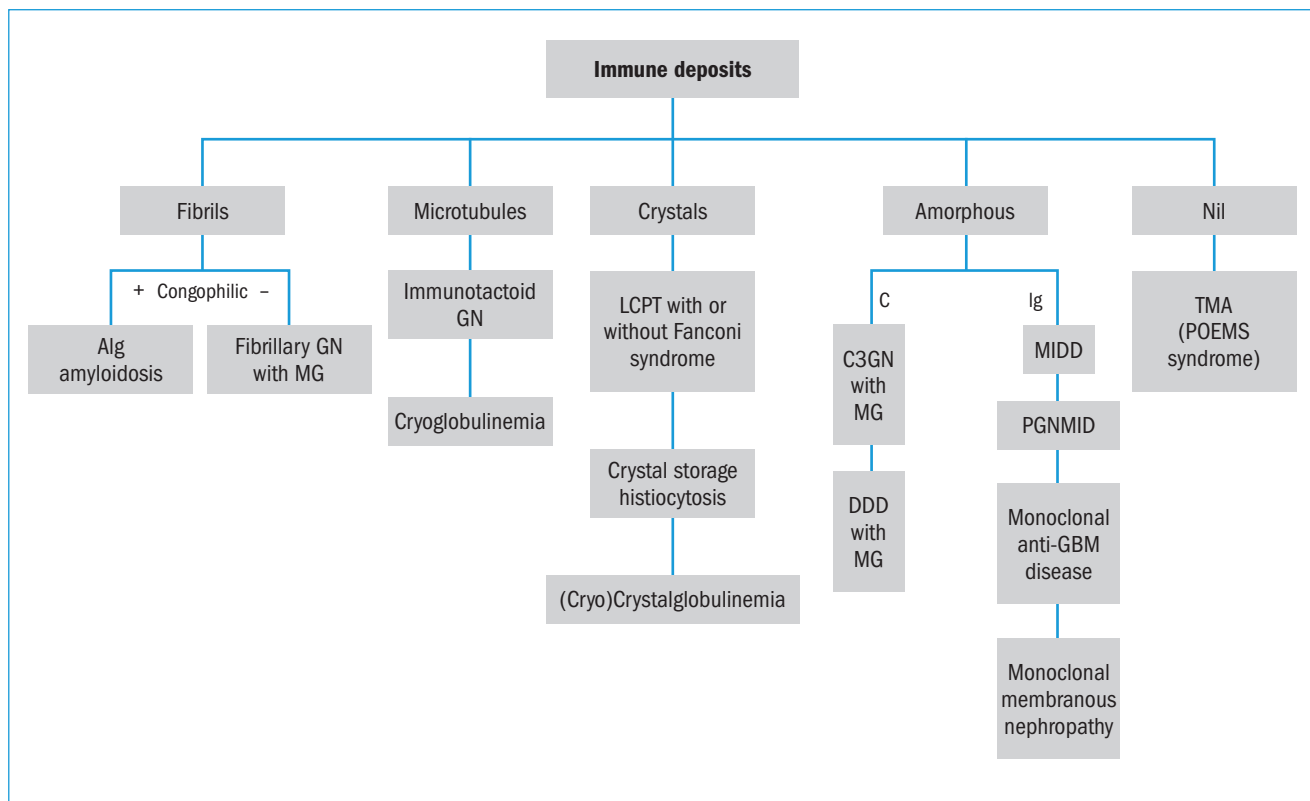 Immune deposits
Fibrils
Microtubules
Crystals
Amorphous
Nil
+ Congophilic –
AIg
amyloidosis
Fibrillary GN
with MG
Immunotactoid
GN
Cryoglobulinemia
LCPT with or
without Fanconi
syndrome
Crystal storage
histiocytosis
(Cryo)Crystalglobulinemia
C
Ig
C3GN
with
MG
DDD
with
MG
MIDD
PGNMID
Monoclonal
anti-GBM
disease
Monoclonal
membranous
nephropathy
TMA
(POEMS
syndrome)